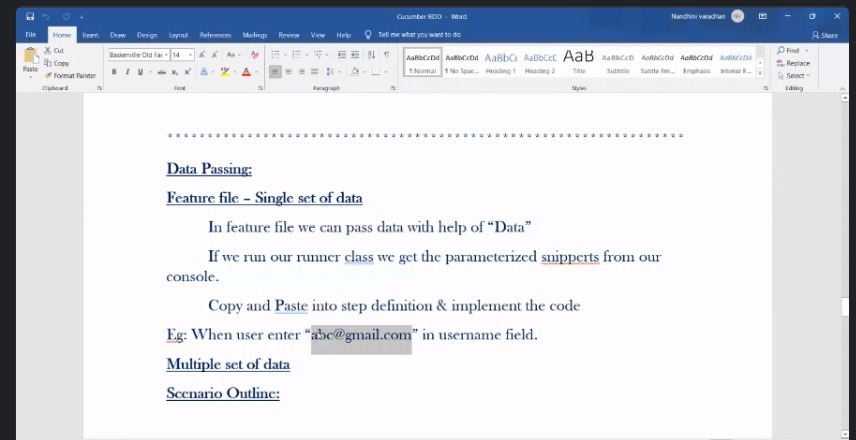 Cucumber BDD - Word
Nandhini varadhan
File Home Insert Draw Design Layout References Mailings Review View Help Tell me what you want to do
Share
Cut
Copy
Format Painter
Paste
Clipboard
Baskerville Old Fac 14
Font
Paragraph
AaBbCcDd AaBbCcDd AaBbCc AaBbCcC AaB AaBbCcD AaBbCcDd AaBbCcDd AaBbCcDd
¶ Normal ¶ No Spac... Heading 1 Heading 2 Title Subtitle Subtle Em... Emphasis Intense E...
Styles
Find
Replace
Select
Editing
Data Passing:
Feature file – Single set of data
In feature file we can pass data with help of “Data”
If we run our runner class we get the parameterized snipperts from our
console.
Copy and Paste into step definition & implement the code
Eg: When user enter “abc@gmail.com” in username field.
Multiple set of data
Scenario Outline: